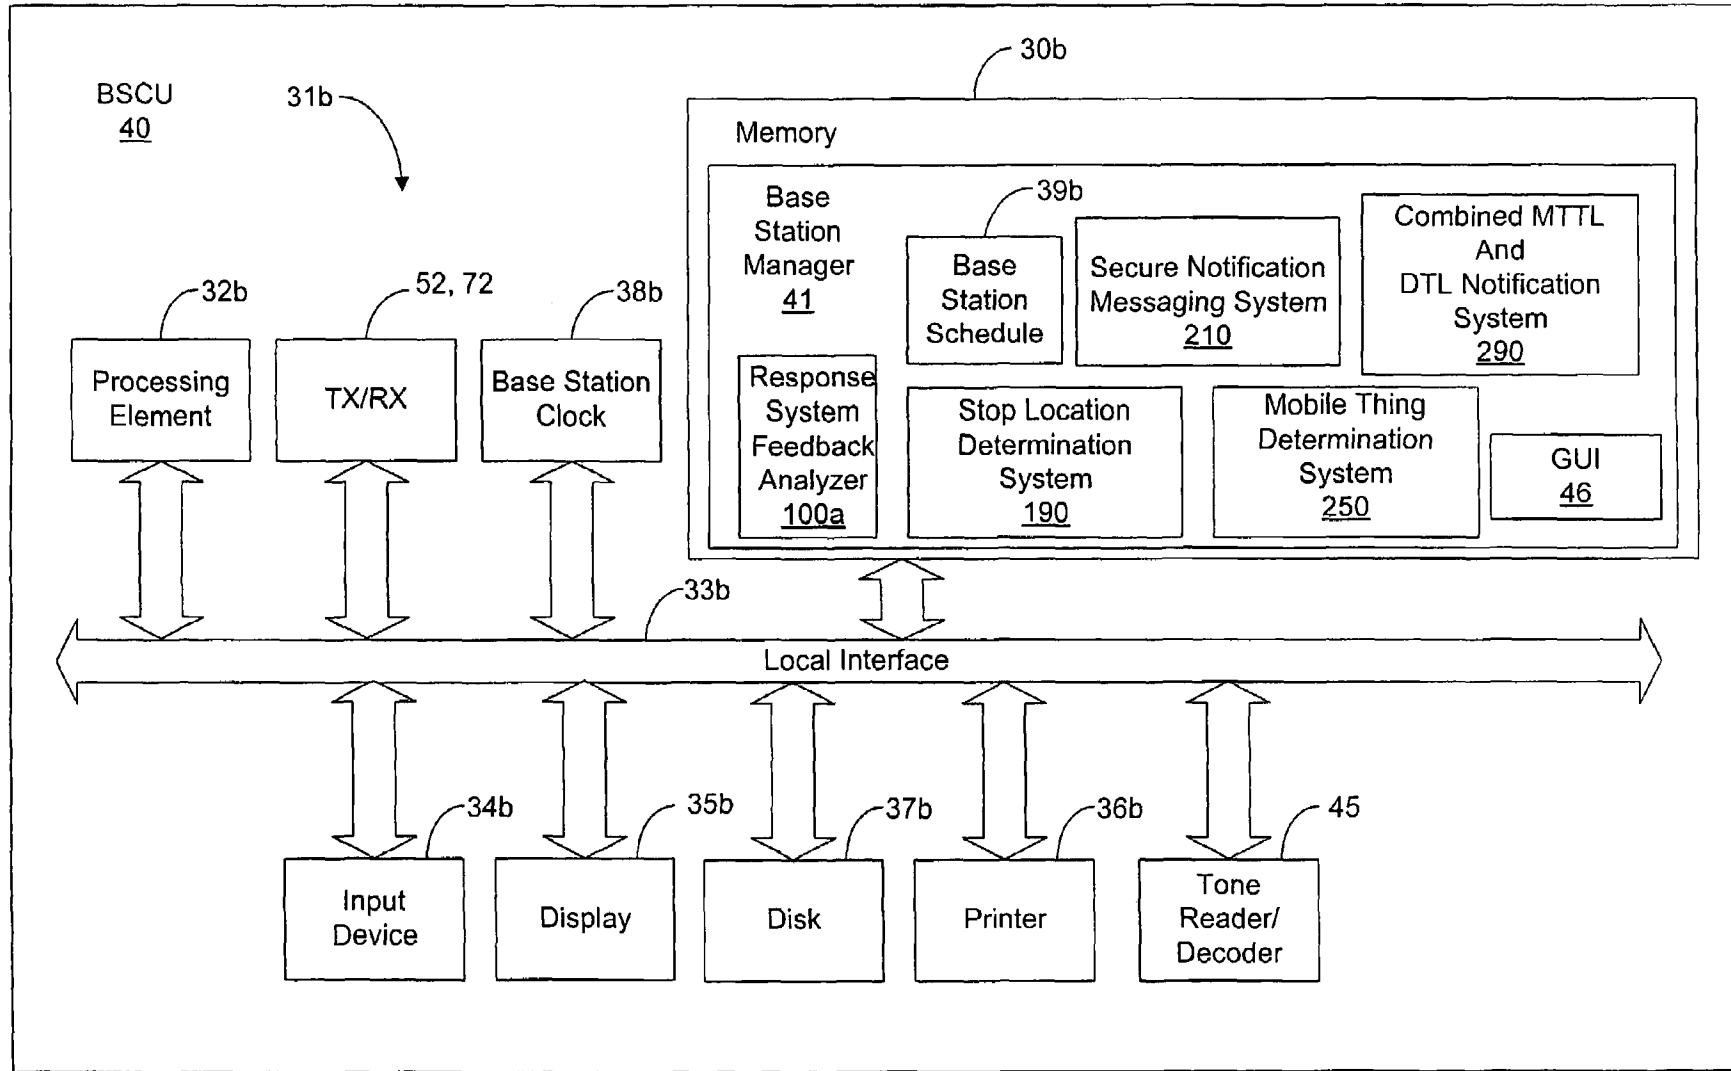 30b
BSCU
40
31b
Memory
Base
Station
Manager
41
39b
Base
Station
Schedule
Secure Notification
Messaging System
210
Combined MTTL
And
DTL Notification
System
290
32b
52, 72
38b
Processing
Element
TX/RX
Base Station
Clock
Response
System
Feedback
Analyzer
100a
Stop Location
Determination
System
190
Mobile Thing
Determination
System
250
GUI
46
33b
Local Interface
34b
35b
37b
36b
45
Input
Device
Display
Disk
Printer
Tone
Reader/
Decoder